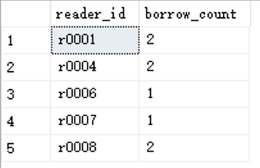 reader_id borrow_count
1 r0001 2
2 r0004 2
3 r0006 1
4 r0007 1
5 r0008 2